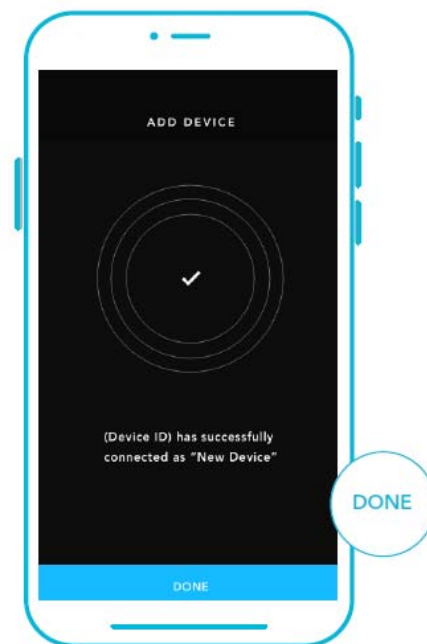 ADD DEVICE
(Device ID) has successfully
connected as “New Device”
DONE
DONE